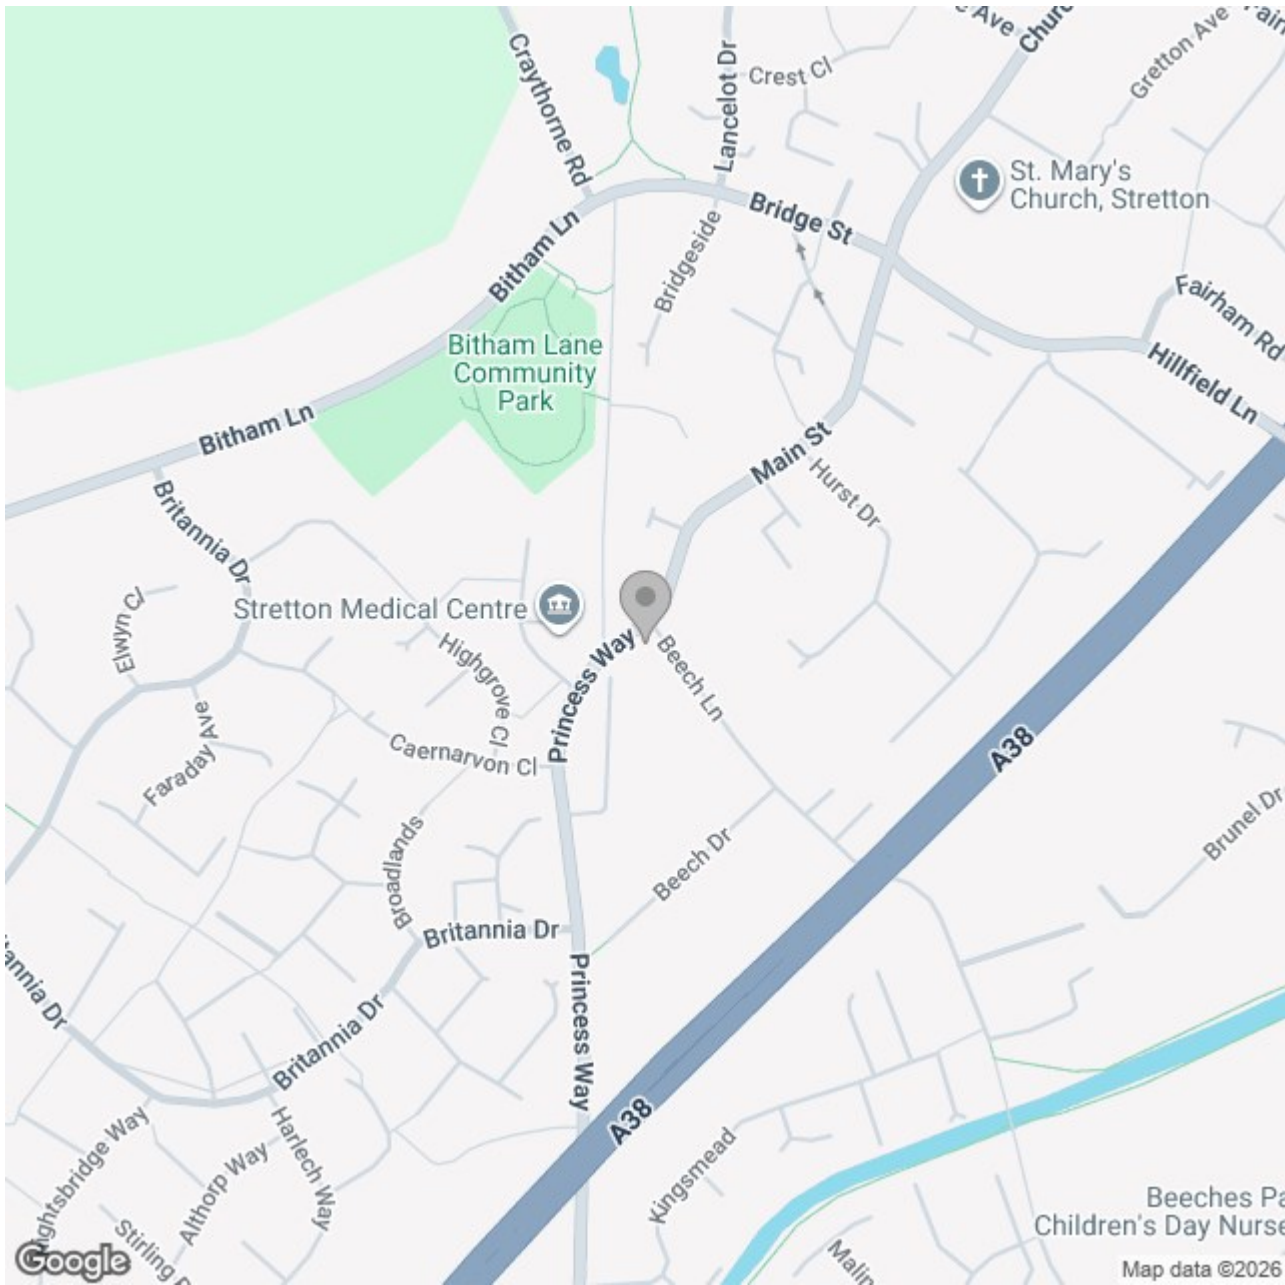 Craythorne Rd
Lancelot Dr
Crest Cl
Ave
Gretton Ave
St. Mary's
Church, Stretton
Bridge St
Bitham Ln
Bridgeside
Fairham Rd
Hillfield Ln
Bitham Lane
Community
Park
Bitham Ln
Main St
Hurst Dr
Britannia Dr
Stretton Medical Centre
Elwyn Cl
Highgrove Cl
Princess Way
Beech Ln
Faraday Ave
Caernarvon Cl
A38
Broadlands
Beech Dr
Brunel Dr
Britannia Dr
Princess Way
Britannia Dr
A38
Harlech Way
Althorp Way
Kingsmead
Stirling
Beeches
Children's Day
Google
Map data ©2026